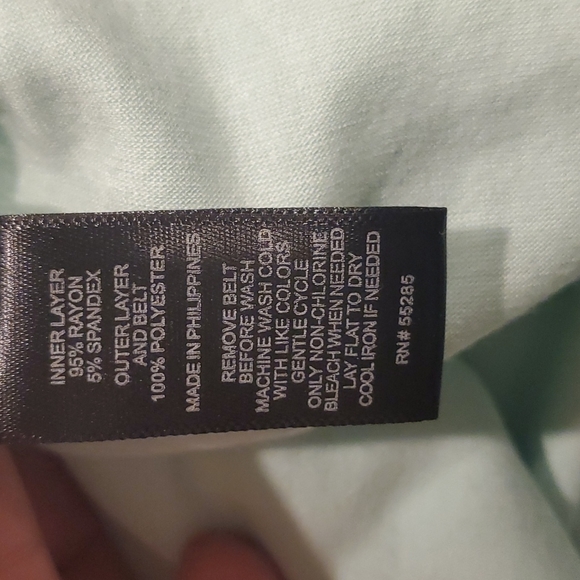 INNER LAYER
95% RAYON
5% SPANDEX
OUTER LAYER
AND BELT
100% POLYESTER
MADE IN PHILIPPINES
REMOVE BELT
BEFORE WASH
MACHINE WASH COLD
WITH LIKE COLORS
GENTLE CYCLE
ONLY NON-CHLORINE
BLEACH WHEN NEEDED
LAY FLAT TO DRY
COOL IRON IF NEEDED
RN# 55285